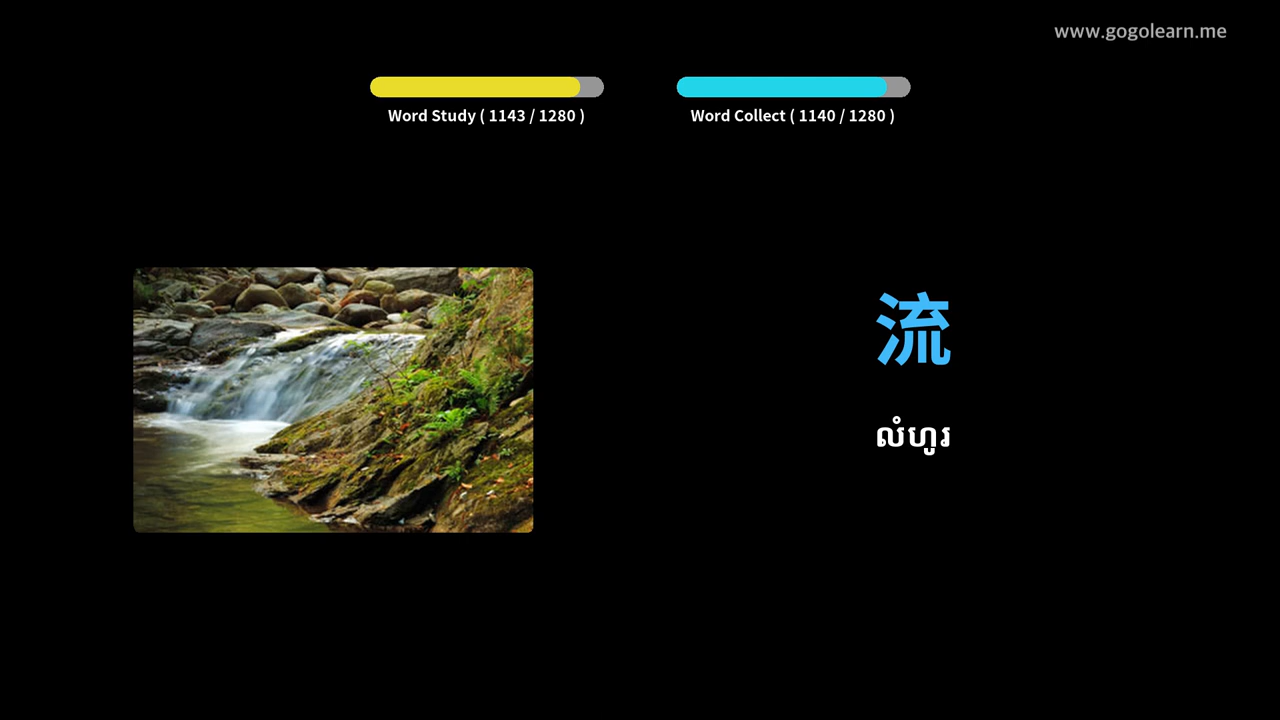 www.gogolearn.me
Word Study ( 1143 / 1280 )
Word Collect ( 1140 / 1280 )
流
លំហូរ